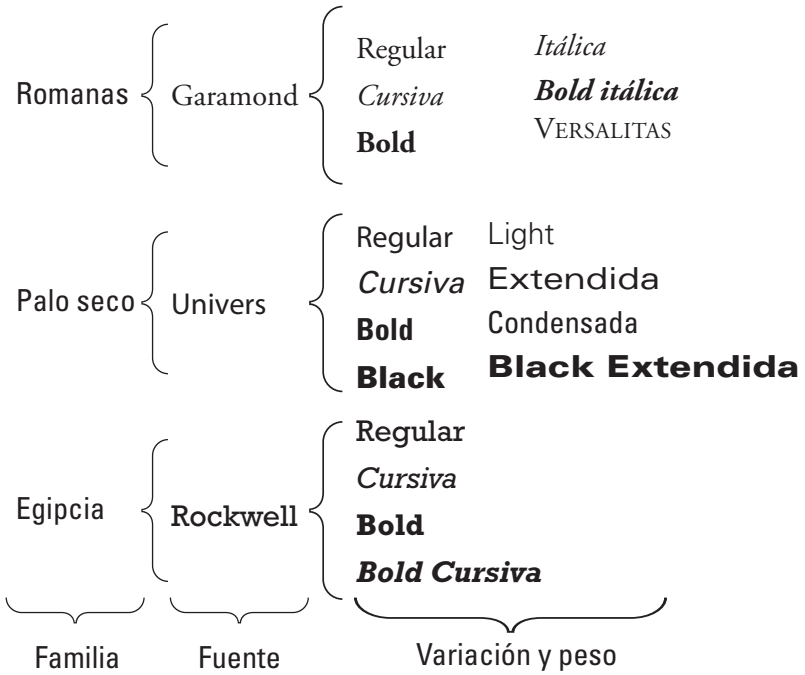 Romanas
Garamond
Regular
Itálica
Cursiva
Bold itálica
Bold
VERSALITAS
Palo seco
Univers
Regular
Light
Cursiva
Extendida
Bold
Condensada
Black
Black Extendida
Egipcia
Rockwell
Regular
Cursiva
Bold
Bold Cursiva
Familia
Fuente
Variación y peso